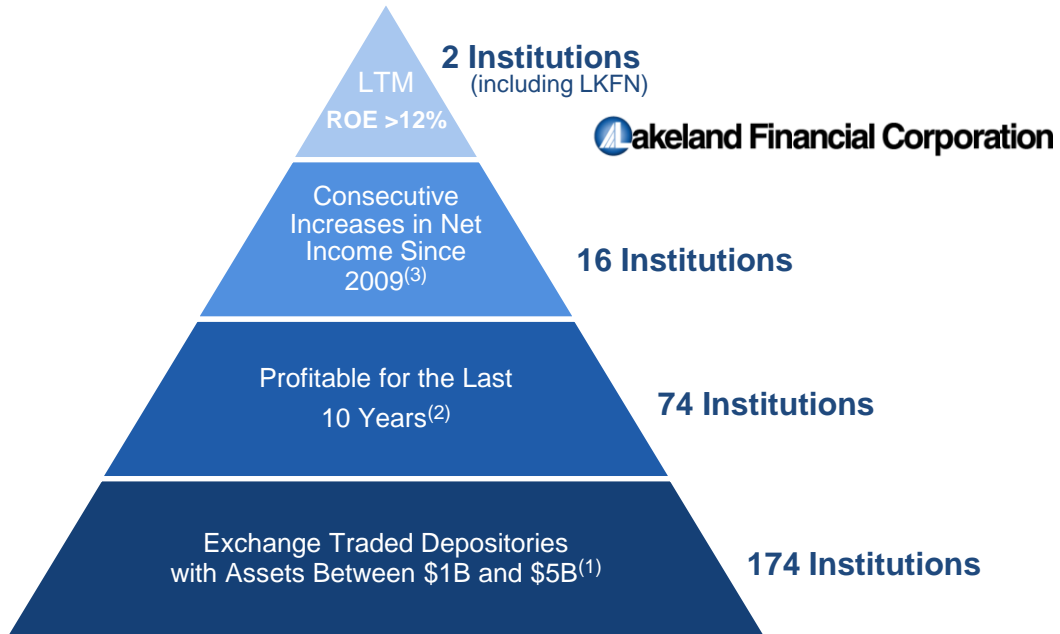 LTM
ROE >12%
2 Institutions
(including LKFN)
Lakeland Financial Corporation
Consecutive
Increases in Net
Income Since
2009(3)
16 Institutions
Profitable for the Last
10 Years(2)
74 Institutions
Exchange Traded Depositories
with Assets Between $1B and $5B(1)
174 Institutions